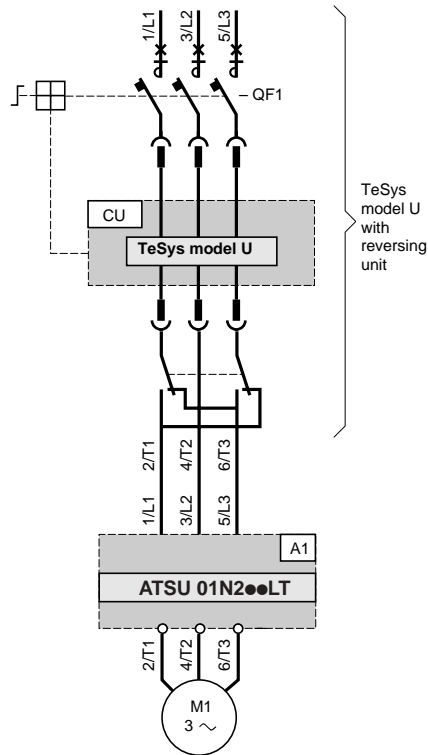 1/L1 3/L2 5/L3
QF1
CU
TeSys model U
TeSys
model U
with
reversing
unit
2/T1 4/T2 6/T3
1/L1 3/L2 5/L3
A1
ATSU 01N2●●LT
2/T1 4/T2 6/T3
M1
3 ~